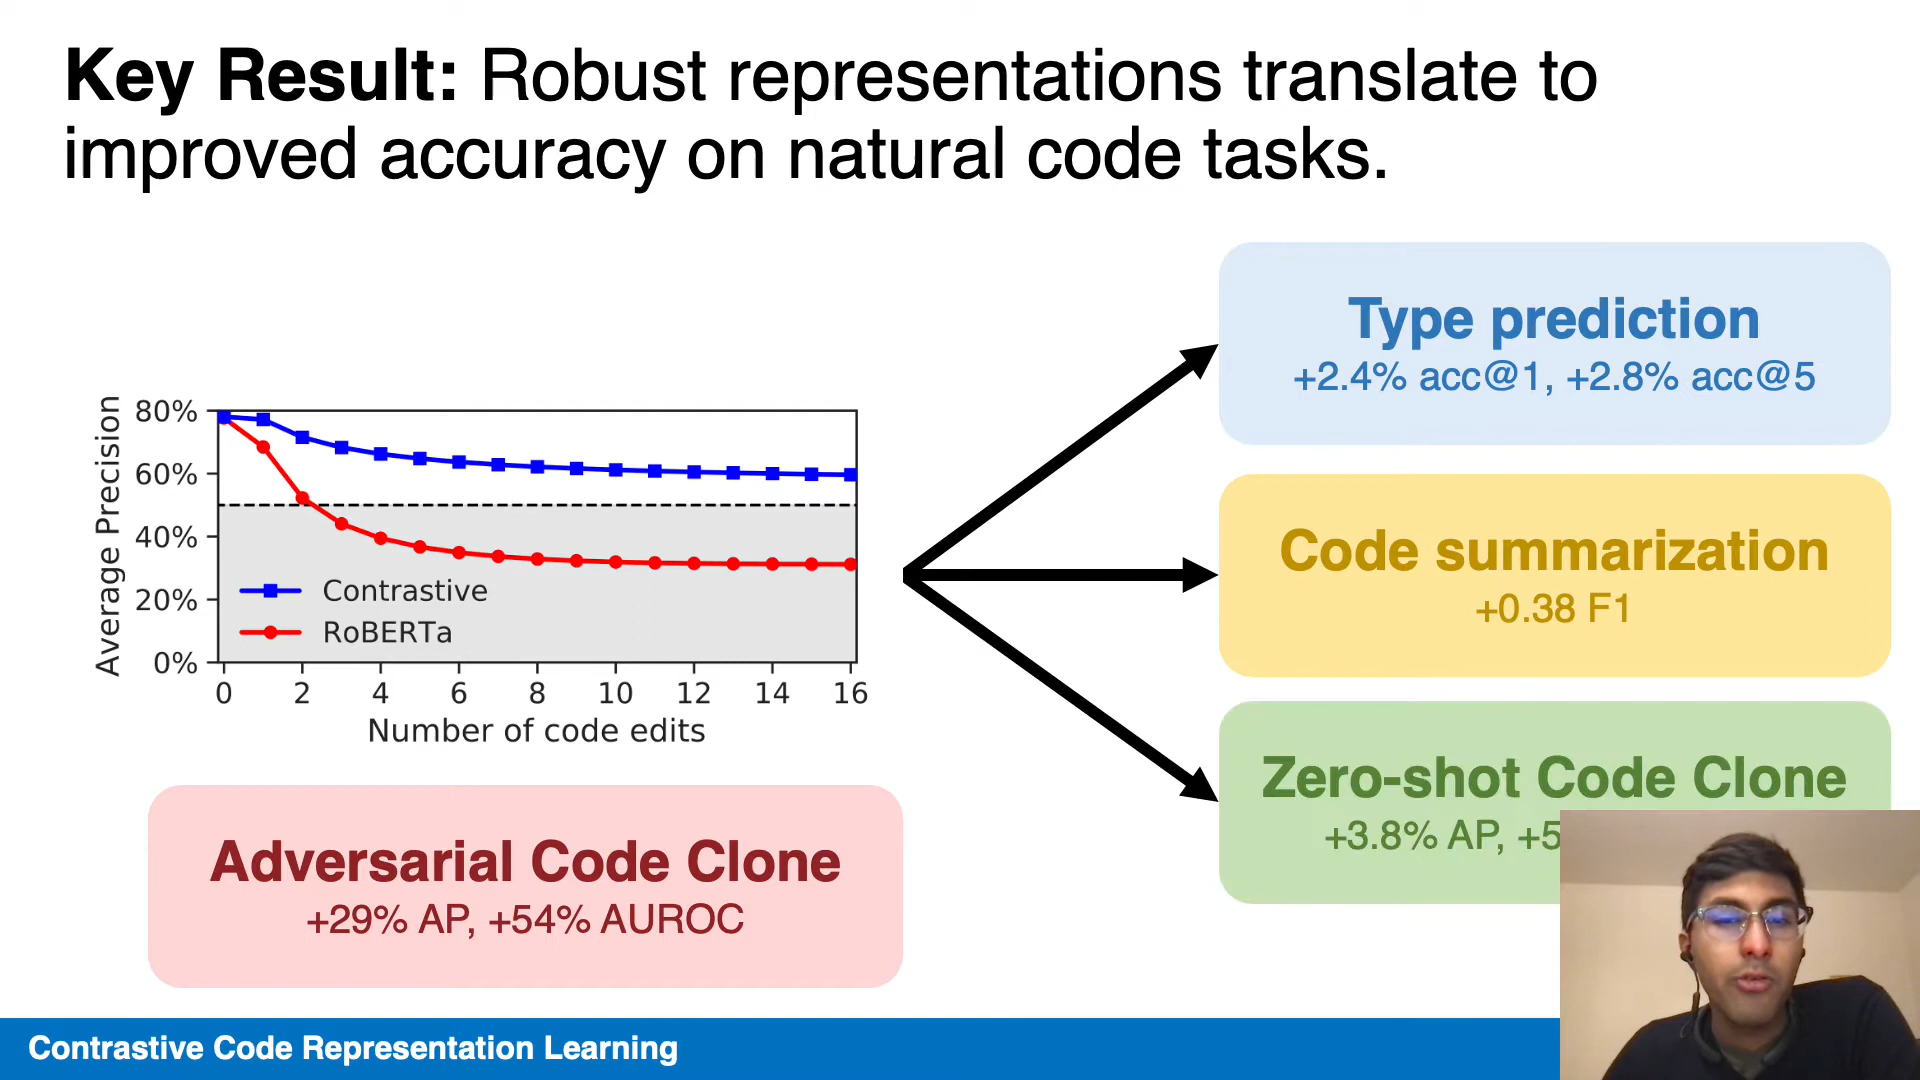 Key Result: Robust representations translate to
improved accuracy on natural code tasks.
Average Precision
80%
60%
40%
20%
0%
Contrastive
RoBERTa
0 2 4 6 8 10 12 14 16
Number of code edits
Adversarial Code Clone
+29% AP, +54% AUROC
Type prediction
+2.4% acc@1, +2.8% acc@5
Code summarization
+0.38 F1
Zero-shot Code Clone
+3.8% AP, +5
Contrastive Code Representation Learning